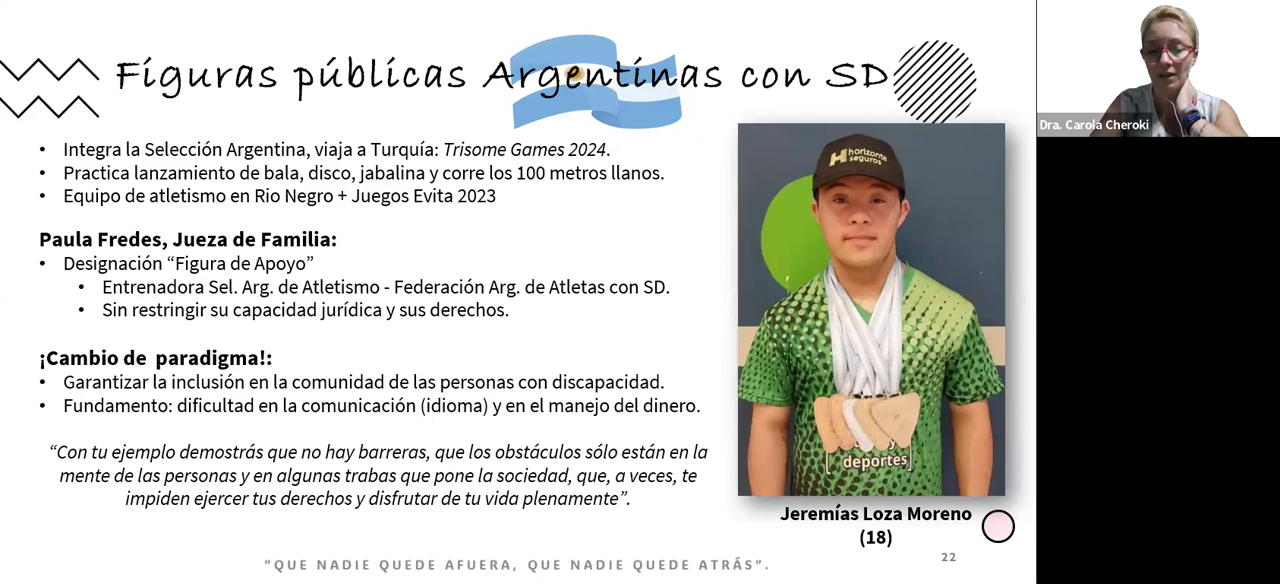 Figuras públicas Argentinas con SD
• Integra la Selección Argentina, viaja a Turquía: Trisome Games 2024.
• Practica lanzamiento de bala, disco, jabalina y corre los 100 metros llanos.
• Equipo de atletismo en Rio Negro + Juegos Evita 2023
Paula Fredes, Jueza de Familia:
• Designación “Figura de Apoyo”
• Entrenadora Sel. Arg. de Atletismo - Federación Arg. de Atletas con SD.
• Sin restringir su capacidad jurídica y sus derechos.
¡Cambio de paradigma!:
• Garantizar la inclusión en la comunidad de las personas con discapacidad.
• Fundamento: dificultad en la comunicación (idioma) y en el manejo del dinero.
“Con tu ejemplo demostrás que no hay barreras, que los obstáculos sólo están en la
mente de las personas y en algunas trabas que pone la sociedad, que, a veces, te
impiden ejercer tus derechos y disfrutar de tu vida plenamente”.
horizonte
seguros
deportes
Jeremías Loza Moreno
(18)
"QUE NADIE QUEDE AFUERA, QUE NADIE QUEDE ATRÁS".
22
Dra. Carola Cheroki